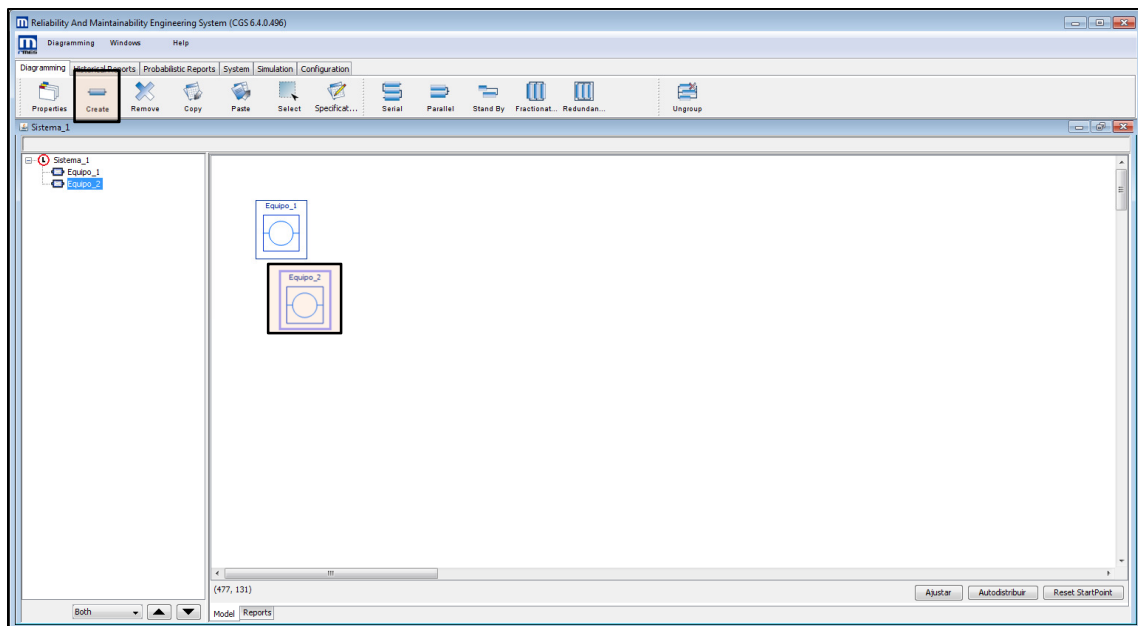 Reliability And Maintainability Engineering System (CGS 6.4.0.496)
Diagramming Windows Help
Diagramming Historical Reports Probabilistic Reports System Simulation Configuration
Properties Create Remove Copy Paste Select Specificat... Serial Parallel Stand By Fractionat... Redundan... Ungroup
Sistema_1
Sistema_1
Equipo_1
Equipo_2
Equipo_1
Equipo_2
(477, 131)
Ajustar Autodistribuir Reset StartPoint
Both
Model Reports